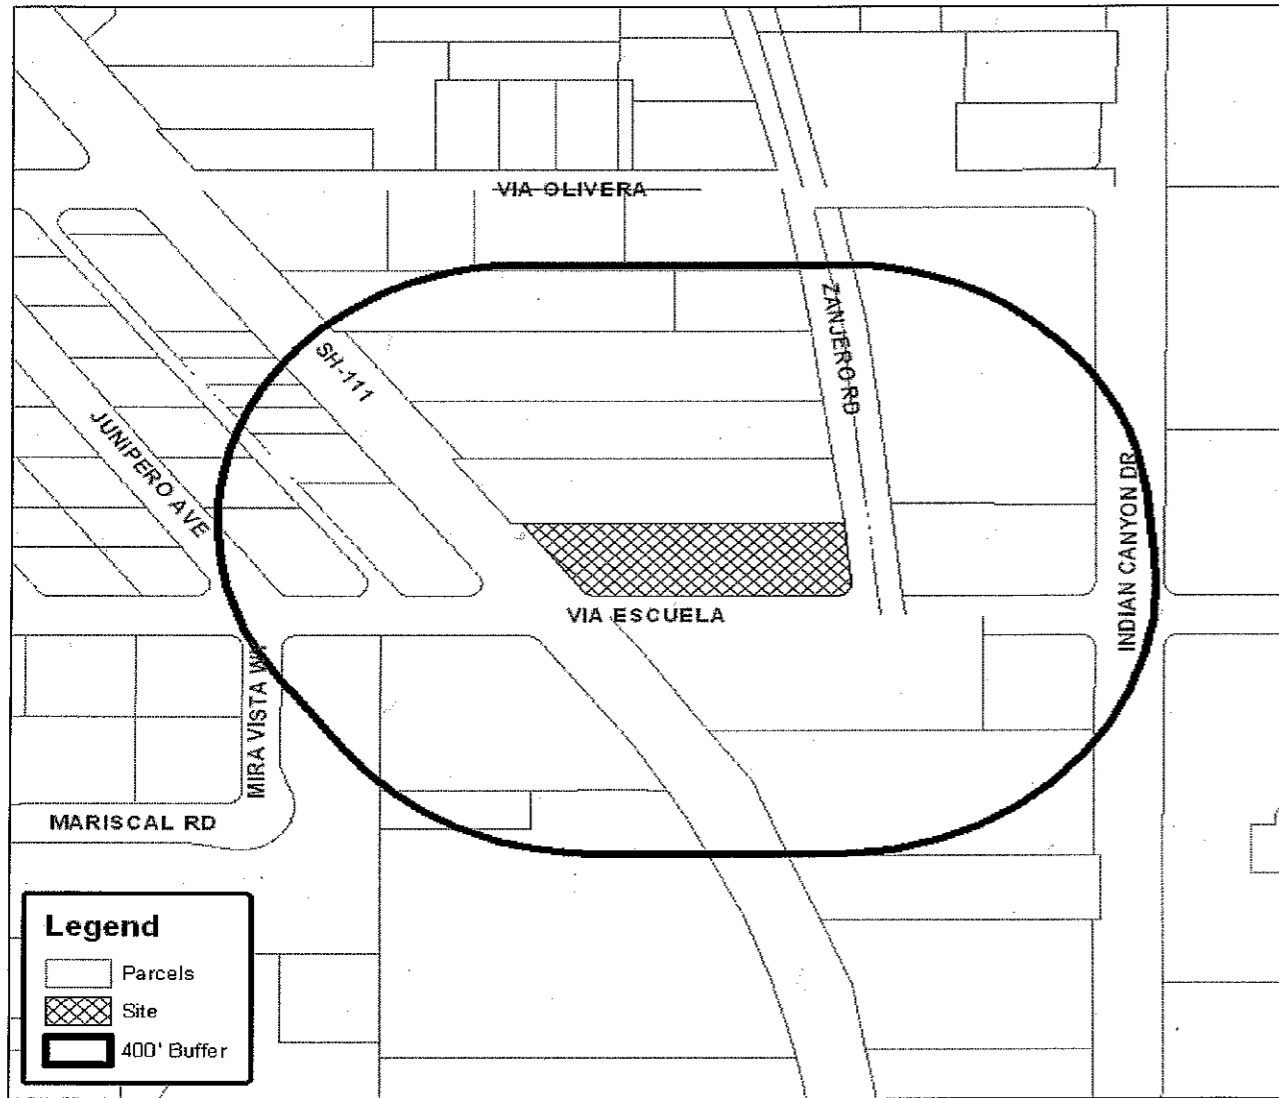 VIA OLIVERA
ZANJERO RD
SH-111
JUNIPERO AVE
INDIAN CANYON DR
VIA ESCUELA
MIRA VISTA
MARISCAL RD
Legend
Parcels
Site
400' Buffer